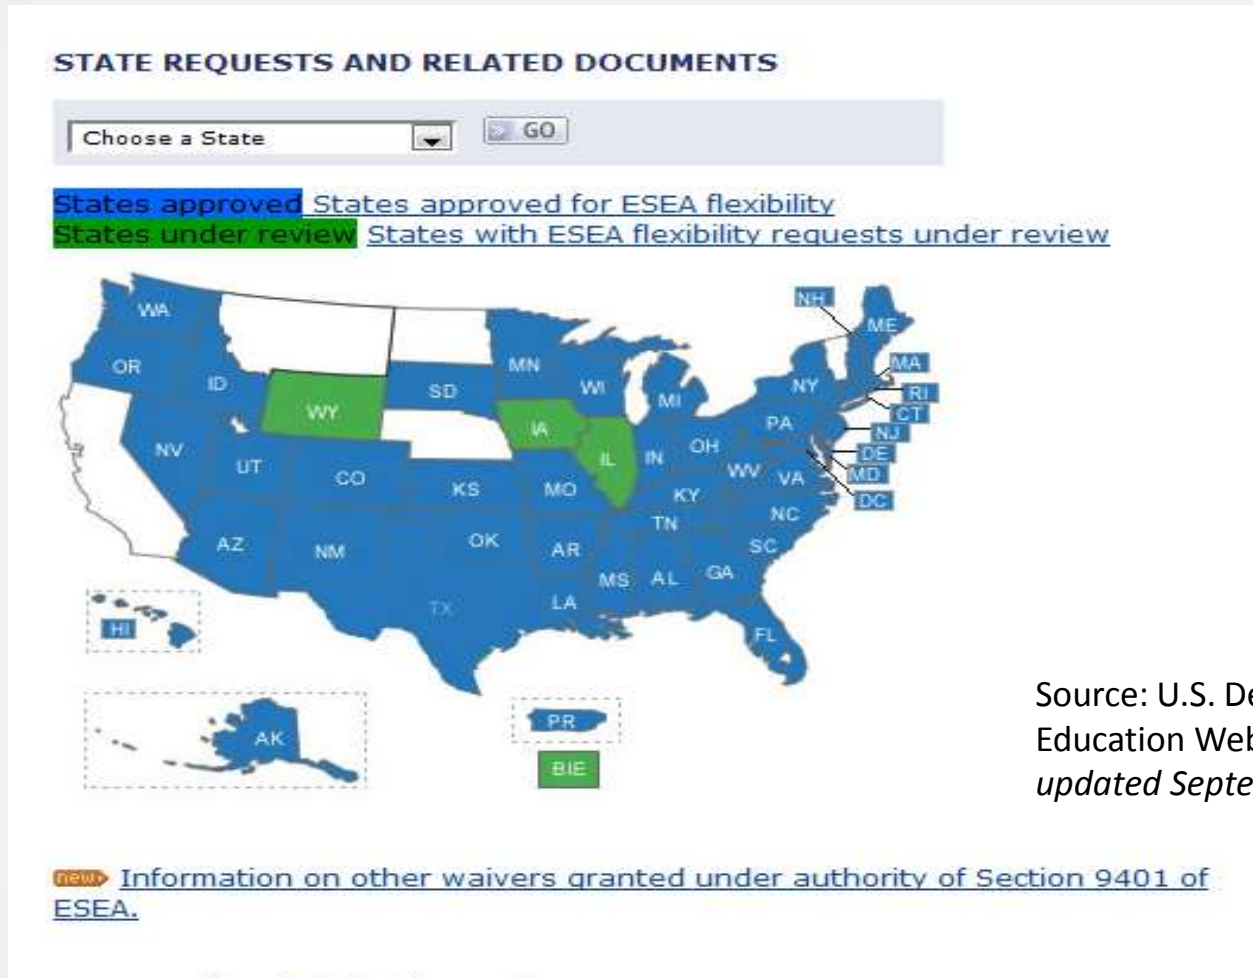 STATE REQUESTS AND RELATED DOCUMENTS
Choose a State
GO
States approved States approved for ESEA flexibility
States under review States with ESEA flexibility requests under review
WA
OR
ID
NV
UT
AZ
WY
CO
NM
SD
KS
OK
TX
MN
IA
MO
AR
LA
WI
IL
MI
IN
OH
KY
TN
MS
AL
GA
FL
SC
NC
VA
WV
PA
NY
NH
ME
MA
RI
CT
NJ
DE
MD
DC
HI
AK
PR
BIE
Source: U.S. De
Education Web
updated Septe
new Information on other waivers granted under authority of Section 9401 of
ESEA.